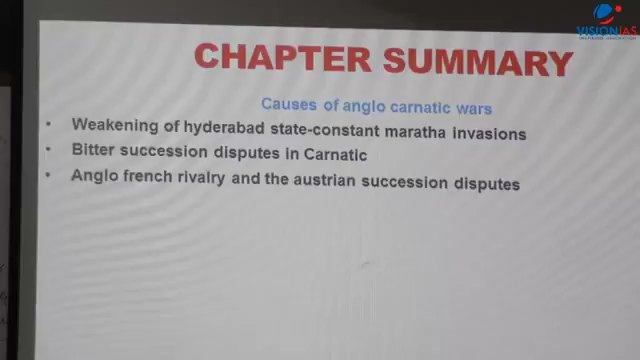 VISIONIAS
CHAPTER SUMMARY
Causes of anglo carnatic wars
• Weakening of hyderabad state-constant maratha invasions
• Bitter succession disputes in Carnatic
• Anglo french rivalry and the austrian succession disputes